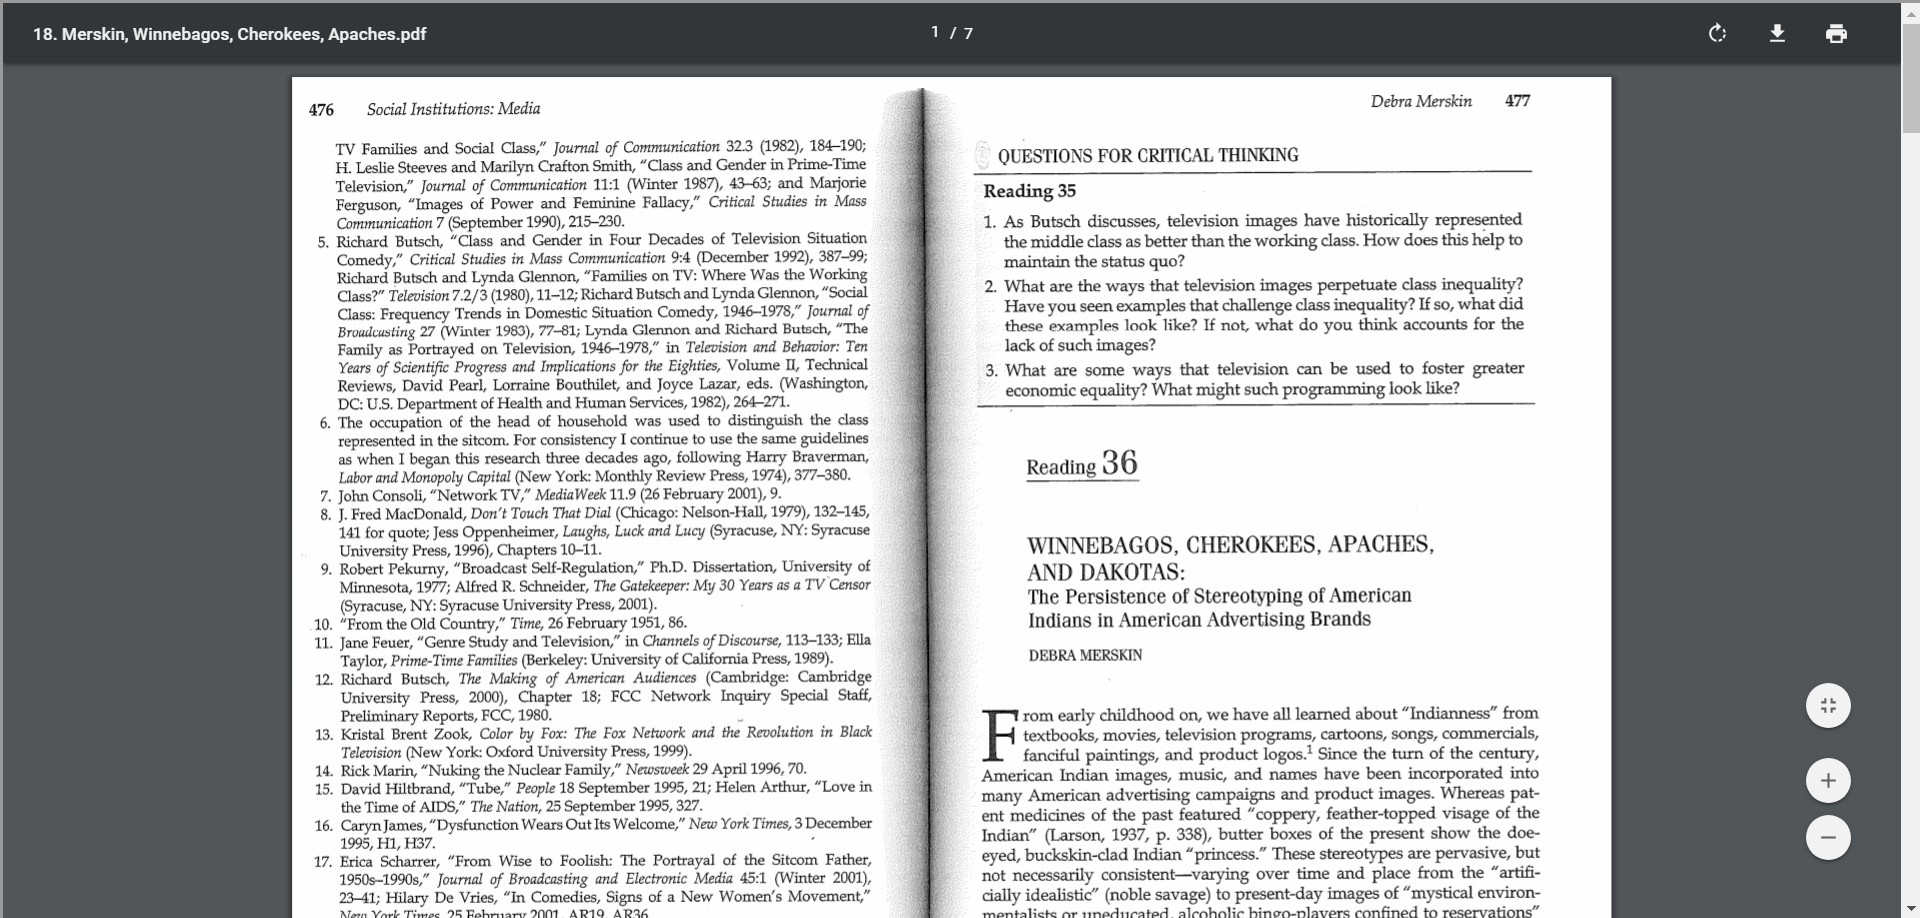 18. Merskin, Winnebagos, Cherokees, Apaches.pdf
1 / 7
476 Social Institutions: Media
TV Families and Social Class,” Journal of Communication 32.3 (1982), 184–190;
H. Leslie Steeves and Marilyn Crafton Smith, “Class and Gender in Prime-Time
Television,” Journal of Communication 11:1 (Winter 1987), 43–63; and Marjorie
Ferguson, “Images of Power and Feminine Fallacy,” Critical Studies in Mass
Communication 7 (September 1990), 215–230.
5. Richard Butsch, “Class and Gender in Four Decades of Television Situation
Comedy,” Critical Studies in Mass Communication 9:4 (December 1992), 387–99;
Richard Butsch and Lynda Glennon, “Families on TV: Where Was the Working
Class?” Television 7.2/3 (1980), 11–12; Richard Butsch and Lynda Glennon, “Social
Class: Frequency Trends in Domestic Situation Comedy, 1946–1978,” Journal of
Broadcasting 27 (Winter 1983), 77–81; Lynda Glennon and Richard Butsch, “The
Family as Portrayed on Television, 1946–1978,” in Television and Behavior: Ten
Years of Scientific Progress and Implications for the Eighties, Volume II, Technical
Reviews, David Pearl, Lorraine Bouthilet, and Joyce Lazar, eds. (Washington,
DC: U.S. Department of Health and Human Services, 1982), 264–271.
6. The occupation of the head of household was used to distinguish the class
represented in the sitcom. For consistency I continue to use the same guidelines
as when I began this research three decades ago, following Harry Braverman,
Labor and Monopoly Capital (New York: Monthly Review Press, 1974), 377–380.
7. John Consoli, “Network TV,” MediaWeek 11.9 (26 February 2001), 9.
8. J. Fred MacDonald, Don’t Touch That Dial (Chicago: Nelson-Hall, 1979), 132–145,
141 for quote; Jess Oppenheimer, Laughs, Luck and Lucy (Syracuse, NY: Syracuse
University Press, 1996), Chapters 10–11.
9. Robert Pekurny, “Broadcast Self-Regulation,” Ph.D. Dissertation, University of
Minnesota, 1977; Alfred R. Schneider, The Gatekeeper: My 30 Years as a TV Censor
(Syracuse, NY: Syracuse University Press, 2001).
10. “From the Old Country,” Time, 26 February 1951, 86.
11. Jane Feuer, “Genre Study and Television,” in Channels of Discourse, 113–133; Ella
Taylor, Prime-Time Families (Berkeley: University of California Press, 1989).
12. Richard Butsch, The Making of American Audiences (Cambridge: Cambridge
University Press, 2000), Chapter 18; FCC Network Inquiry Special Staff,
Preliminary Reports, FCC, 1980.
13. Kristal Brent Zook, Color by Fox: The Fox Network and the Revolution in Black
Television (New York: Oxford University Press, 1999).
14. Rick Marin, “Nuking the Nuclear Family,” Newsweek 29 April 1996, 70.
15. David Hiltbrand, “Tube,” People 18 September 1995, 21; Helen Arthur, “Love in
the Time of AIDS,” The Nation, 25 September 1995, 327.
16. Caryn James, “Dysfunction Wears Out Its Welcome,” New York Times, 3 December
1995, H1, H37.
17. Erica Scharrer, “From Wise to Foolish: The Portrayal of the Sitcom Father,
1950s–1990s,” Journal of Broadcasting and Electronic Media 45:1 (Winter 2001),
23–41; Hilary De Vries, “In Comedies, Signs of a New Women’s Movement,”
New York Times, 25 February 2001, AR19, AR36.
Debra Merskin 477
QUESTIONS FOR CRITICAL THINKING
Reading 35
1. As Butsch discusses, television images have historically represented
the middle class as better than the working class. How does this help to
maintain the status quo?
2. What are the ways that television images perpetuate class inequality?
Have you seen examples that challenge class inequality? If so, what did
these examples look like? If not, what do you think accounts for the
lack of such images?
3. What are some ways that television can be used to foster greater
economic equality? What might such programming look like?
Reading 36
WINNEBAGOS, CHEROKEES, APACHES,
AND DAKOTAS:
The Persistence of Stereotyping of American
Indians in American Advertising Brands
DEBRA MERSKIN
From early childhood on, we have all learned about “Indianness” from
textbooks, movies, television programs, cartoons, songs, commercials,
fanciful paintings, and product logos.1 Since the turn of the century,
American Indian images, music, and names have been incorporated into
many American advertising campaigns and product images. Whereas pat-
ent medicines of the past featured “coppery, feather-topped visage of the
Indian” (Larson, 1937, p. 338), butter boxes of the present show the doe-
eyed, buckskin-clad Indian “princess.” These stereotypes are pervasive, but
not necessarily consistent—varying over time and place from the “artifi-
cially idealistic” (noble savage) to present-day images of “mystical environ-
mentalists or uneducated, alcoholic bingo-players confined to reservations”